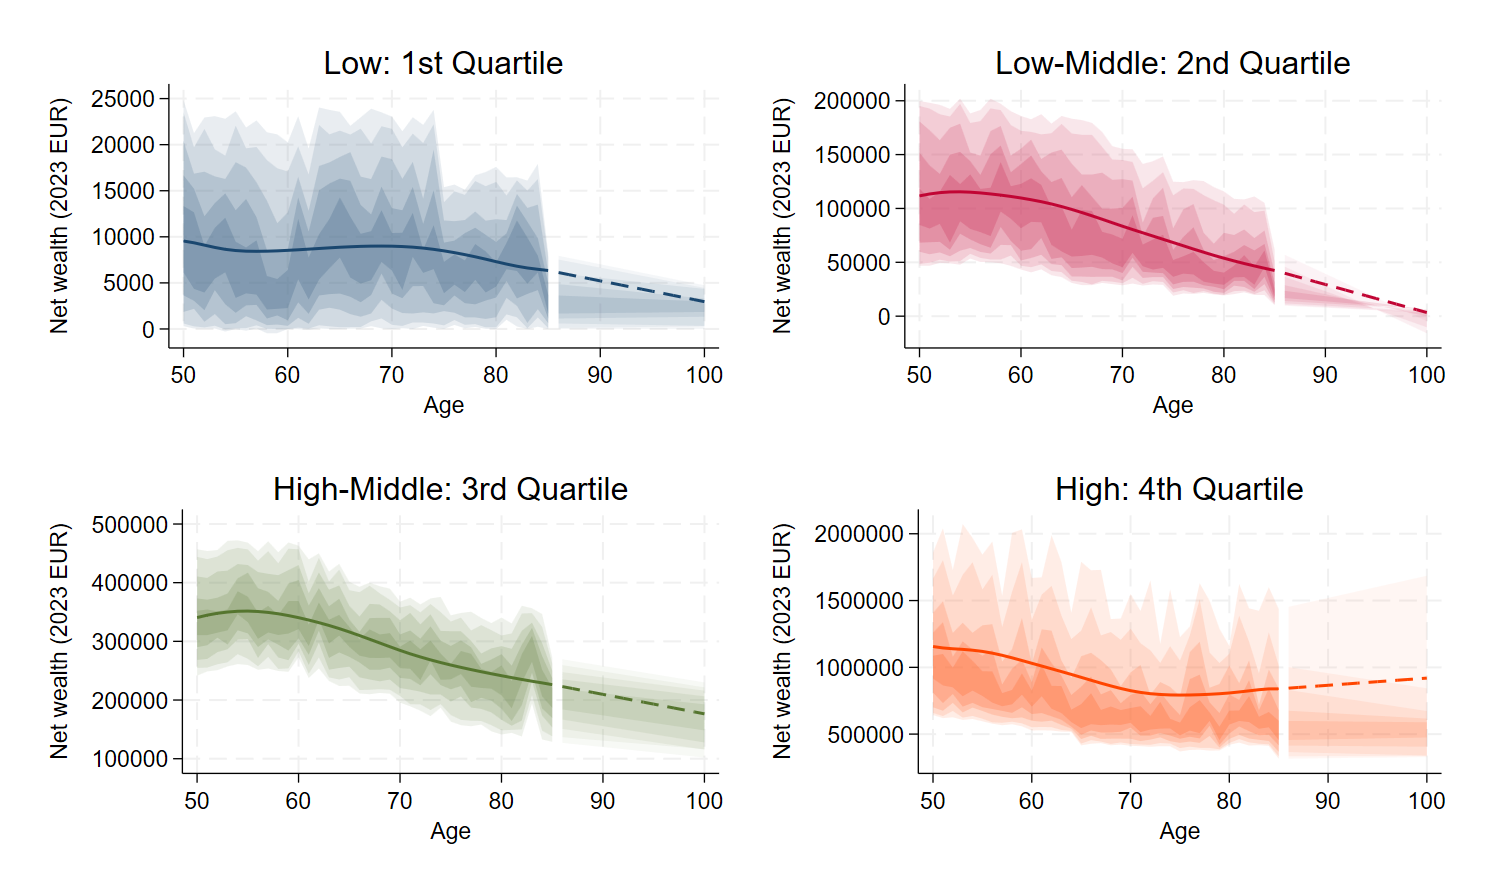 Low: 1st Quartile
Net wealth (2023 EUR)
25000
20000
15000
10000
5000
0
50 60 70 80 90 100
Age
Low-Middle: 2nd Quartile
Net wealth (2023 EUR)
200000
150000
100000
50000
0
50 60 70 80 90 100
Age
High-Middle: 3rd Quartile
Net wealth (2023 EUR)
500000
400000
300000
200000
100000
50 60 70 80 90 100
Age
High: 4th Quartile
Net wealth (2023 EUR)
2000000
1500000
1000000
500000
50 60 70 80 90 100
Age